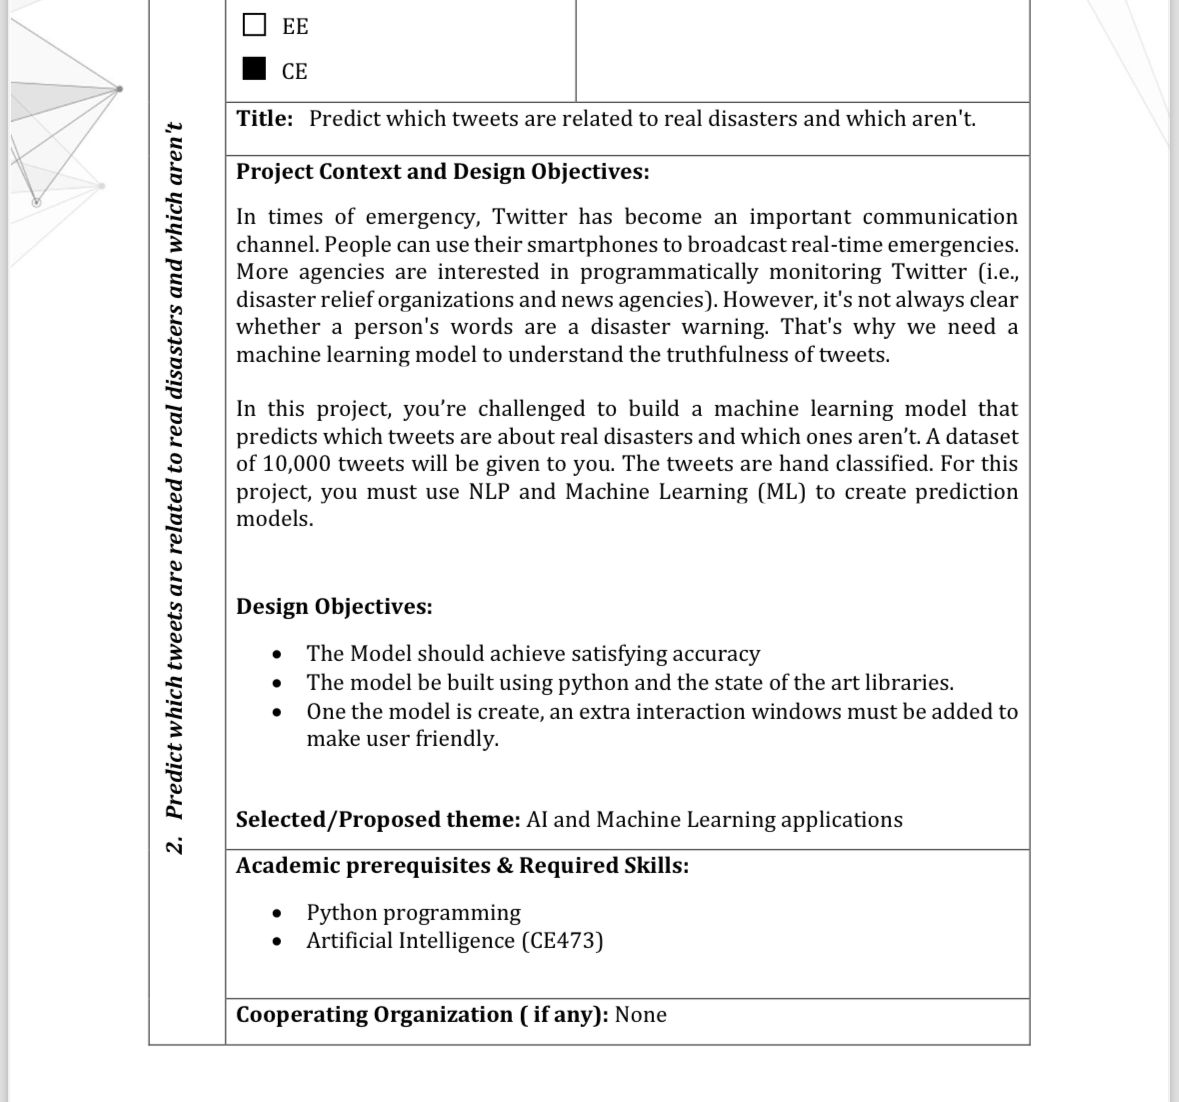 EE
CE
2. Predict which tweets are related to real disasters and which aren't
Title: Predict which tweets are related to real disasters and which aren't.
Project Context and Design Objectives:
In times of emergency, Twitter has become an important communication
channel. People can use their smartphones to broadcast real-time emergencies.
More agencies are interested in programmatically monitoring Twitter (i.e.,
disaster relief organizations and news agencies). However, it's not always clear
whether a person's words are a disaster warning. That's why we need a
machine learning model to understand the truthfulness of tweets.
In this project, you’re challenged to build a machine learning model that
predicts which tweets are about real disasters and which ones aren’t. A dataset
of 10,000 tweets will be given to you. The tweets are hand classified. For this
project, you must use NLP and Machine Learning (ML) to create prediction
models.
Design Objectives:
• The Model should achieve satisfying accuracy
• The model be built using python and the state of the art libraries.
• One the model is create, an extra interaction windows must be added to
make user friendly.
Selected/Proposed theme: AI and Machine Learning applications
Academic prerequisites & Required Skills:
• Python programming
• Artificial Intelligence (CE473)
Cooperating Organization ( if any): None